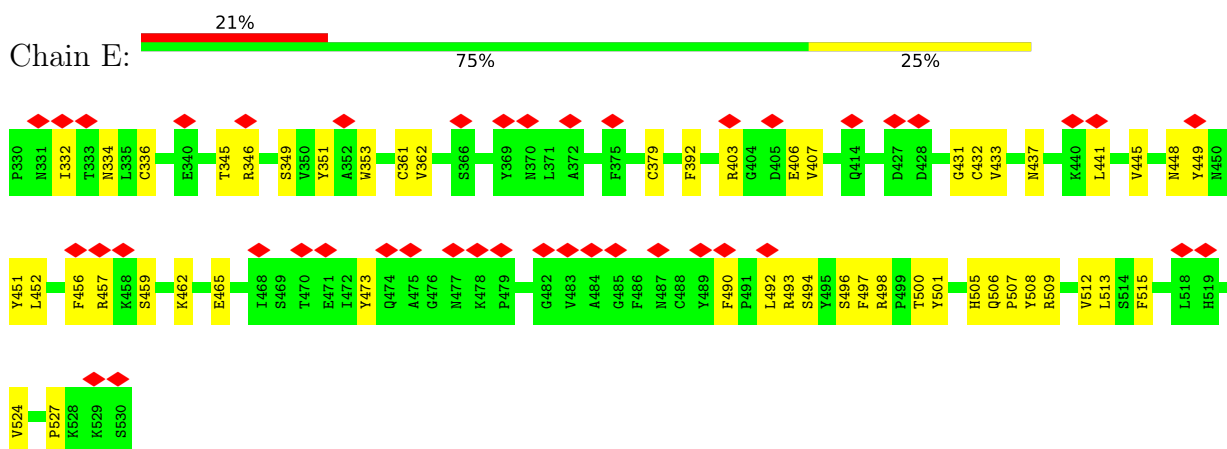 21%
Chain E:
75% 25%
P330 N331 I332 T333 N334 L335 C336 E340 T345 R346 S349 V350 Y351 A352 W353 C361 V362 S366 Y369 N370 L371 A372 F375 C379 F392 R403 G404 D405 E406 V407 Q414 D427 D428 G431 C432 V433 N437 K440 L441 V445 N448 Y449 N450
Y451 L452 F456 R457 K458 S459 K462 E465 I468 S469 T470 E471 I472 Y473 Q474 A475 G476 N477 K478 P479 G482 V483 A484 G485 F486 N487 C488 Y489 F490 P491 L492 R493 S494 Y495 S496 F497 R498 P499 T500 Y501 H505 Q506 P507 Y508 R509 V512 L513 S514 F515 L518 H519
V524 P527 K528 K529 S530